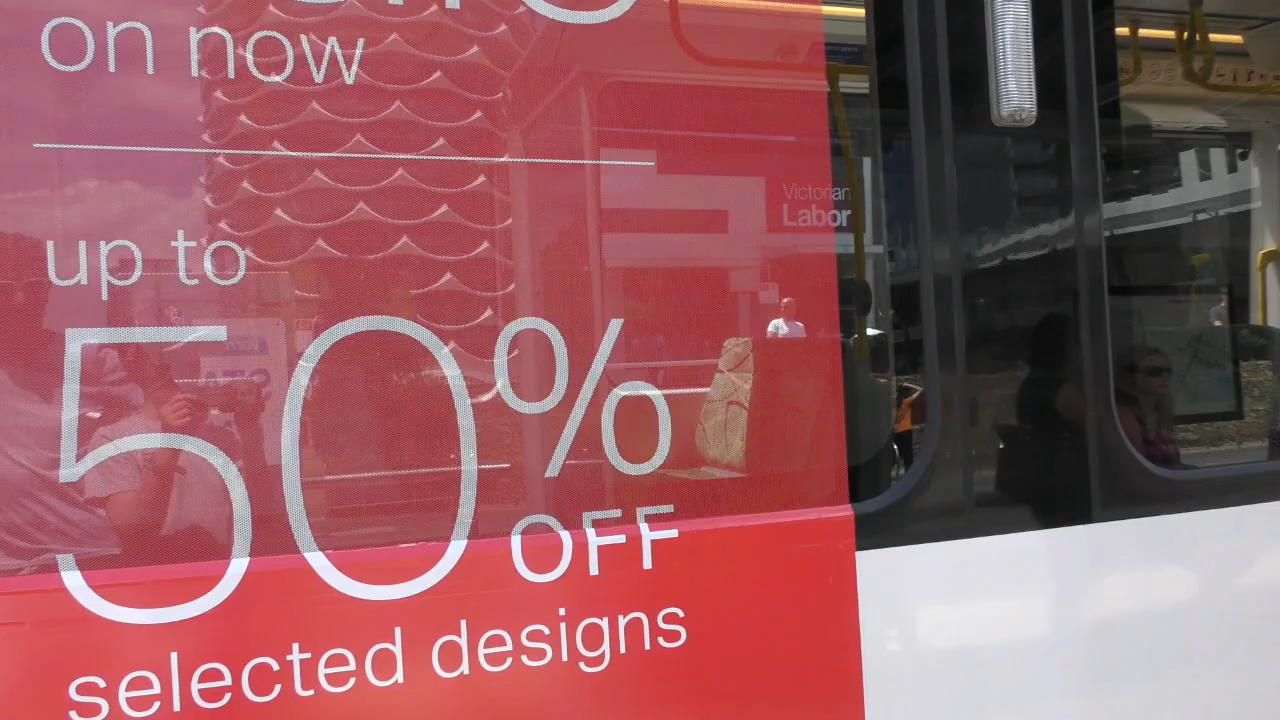 on now
up to
50% OFF
selected designs
Victorian
Labor